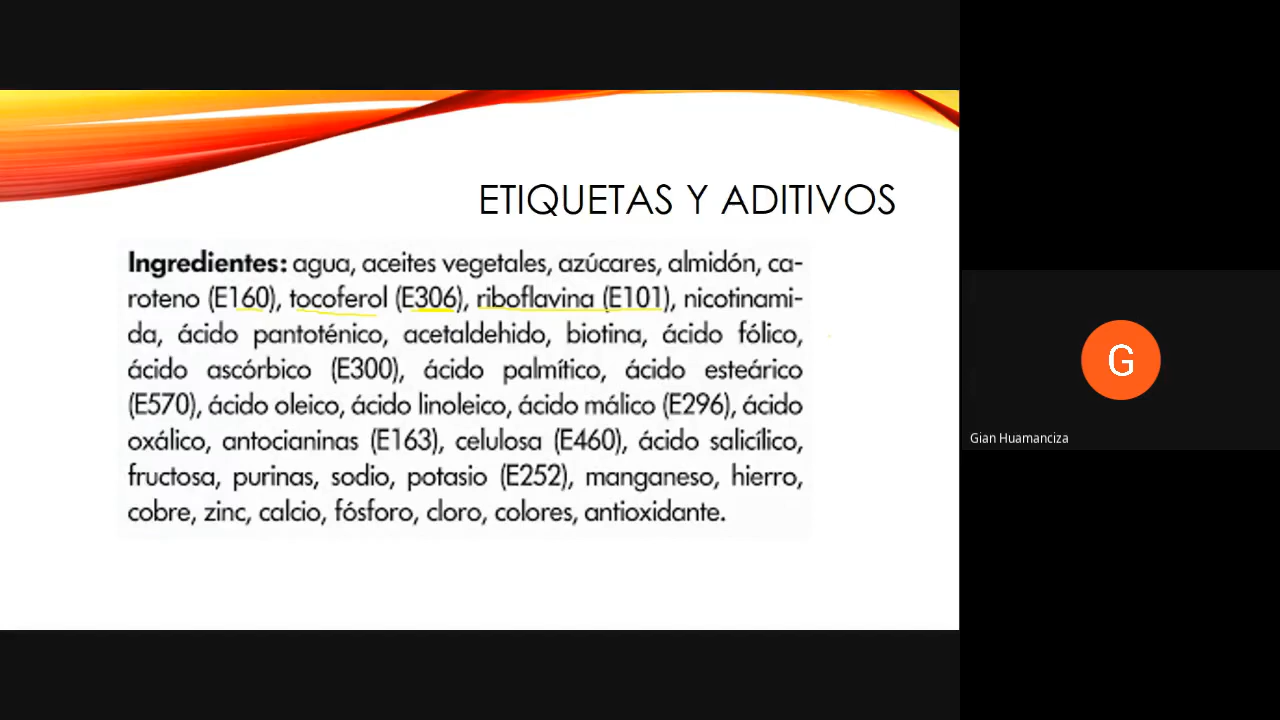 ETIQUETAS Y ADITIVOS
Ingredientes: agua, aceites vegetales, azúcares, almidón, ca-
roteno (E160), tocoferol (E306), riboflavina (E101), nicotinami-
da, ácido pantoténico, acetaldehido, biotina, ácido fólico,
ácido ascórbico (E300), ácido palmítico, ácido esteárico
(E570), ácido oleico, ácido linoleico, ácido málico (E296), ácido
oxálico, antocianinas (E163), celulosa (E460), ácido salicílico,
fructosa, purinas, sodio, potasio (E252), manganeso, hierro,
cobre, zinc, calcio, fósforo, cloro, colores, antioxidante.
G
Gian Huamanciza